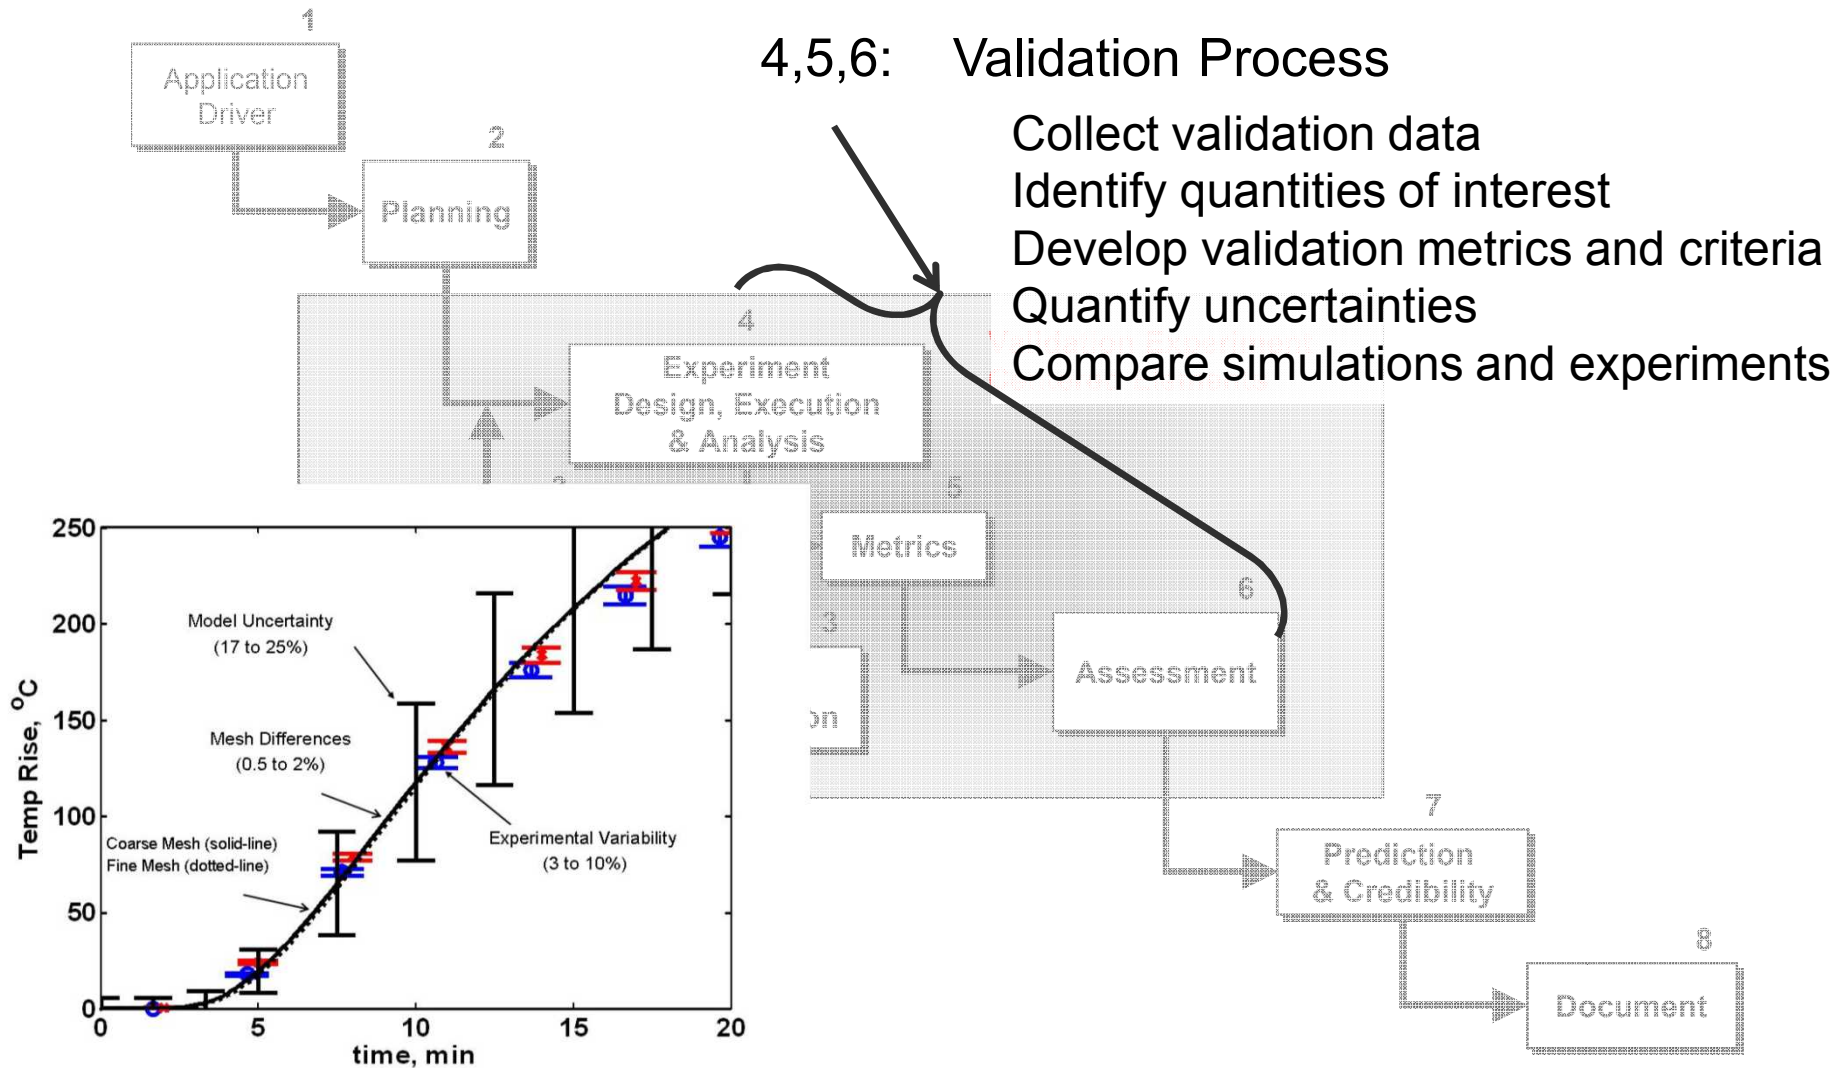 4,5,6: Validation Process
Collect validation data
Identify quantities of interest
Develop validation metrics and criteria
Quantify uncertainties
Compare simulations and experiments
1
Application
Driver
2
Planning
4
Experiment
Design, Execution
& Analysis
5
Metrics
3
on
6
Assessment
7
Prediction
& Credibility
8
Document
250
200
150
100
50
0
Temp Rise, °C
0 5 10 15 20
time, min
Model Uncertainty
(17 to 25%)
Mesh Differences
(0.5 to 2%)
Coarse Mesh (solid-line)
Fine Mesh (dotted-line)
Experimental Variability
(3 to 10%)